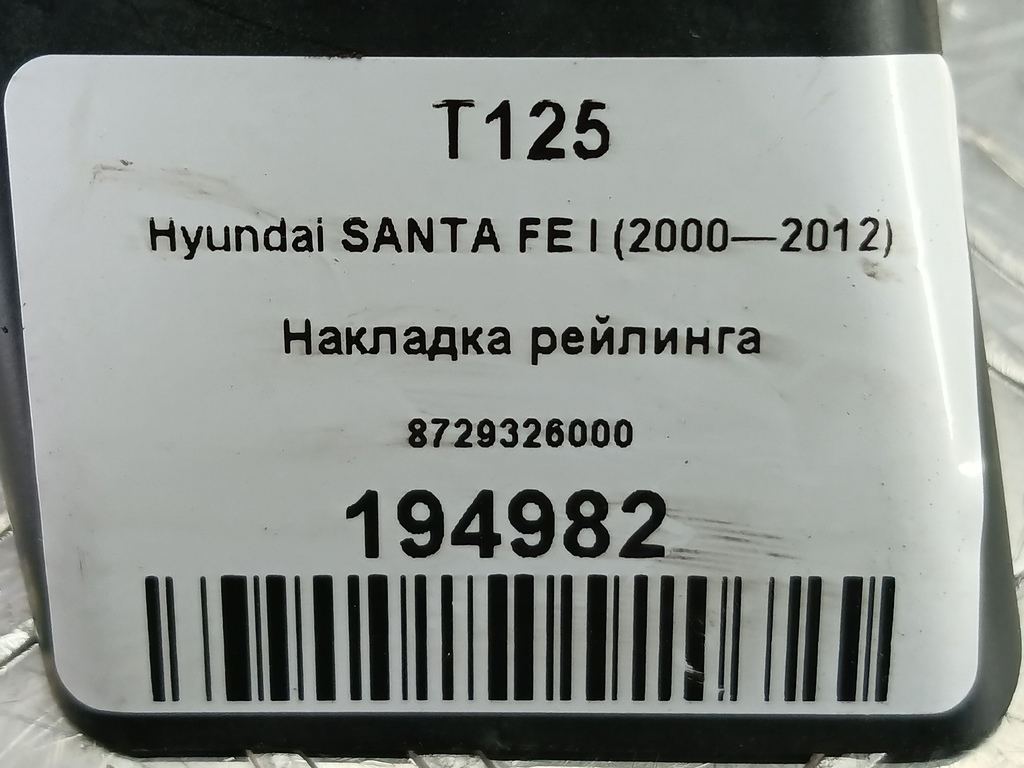 T125
Hyundai SANTA FE I (2000—2012)
Накладка рейлинга
8729326000
194982